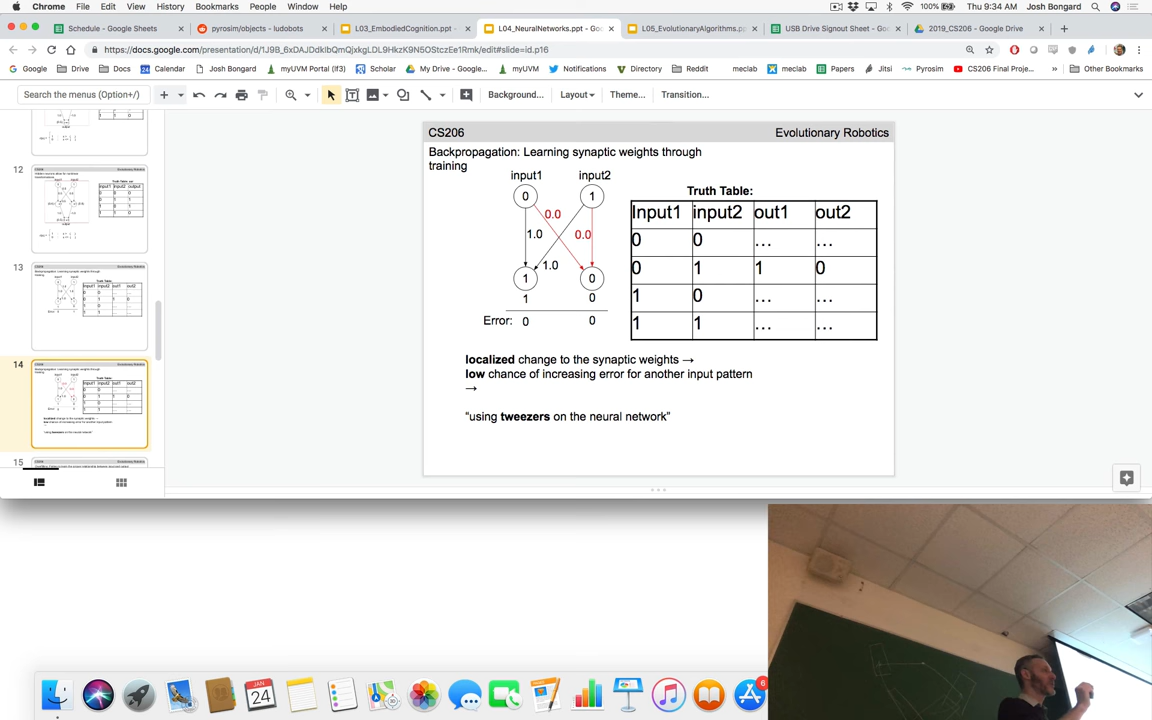 Chrome File Edit View History Bookmarks People Window Help 100% Thu 9:34 AM Josh Bongard
Schedule - Google Sheets
pyrosim/objects - ludobots
L03_EmbodiedCognition.ppt -
L04_NeuralNetworks.ppt - Goo
L05_EvolutionaryAlgorithms.ppt
USB Drive Signout Sheet - Goo
2019_CS206 - Google Drive
https://docs.google.com/presentation/d/1J9B_6xDAJDdklbQmQjxkgLDL9HkzK9N5OStczEe1Rmk/edit#slide=id.p16
Google Drive Docs Calendar Josh Bongard myUVM Portal (lf3) Scholar My Drive - Google... myUVM Notifications Directory Reddit meclab meclab Papers Jitsi Pyrosim CS206 Final Proje... » Other Bookmarks
Search the menus (Option+/) Background... Layout Theme... Transition...
12
13
14
15
CS206 Evolutionary Robotics
Backpropagation: Learning synaptic weights through
training
input1 input2
0 1
0.0
1.0 0.0
1.0
1 0
1 0
Error: 0 0
Truth Table:
Input1 input2 out1 out2
0 0 ... ...
0 1 1 0
1 0 ... ...
1 1 ... ...
localized change to the synaptic weights →
low chance of increasing error for another input pattern
→
“using tweezers on the neural network”
JAN
24
6